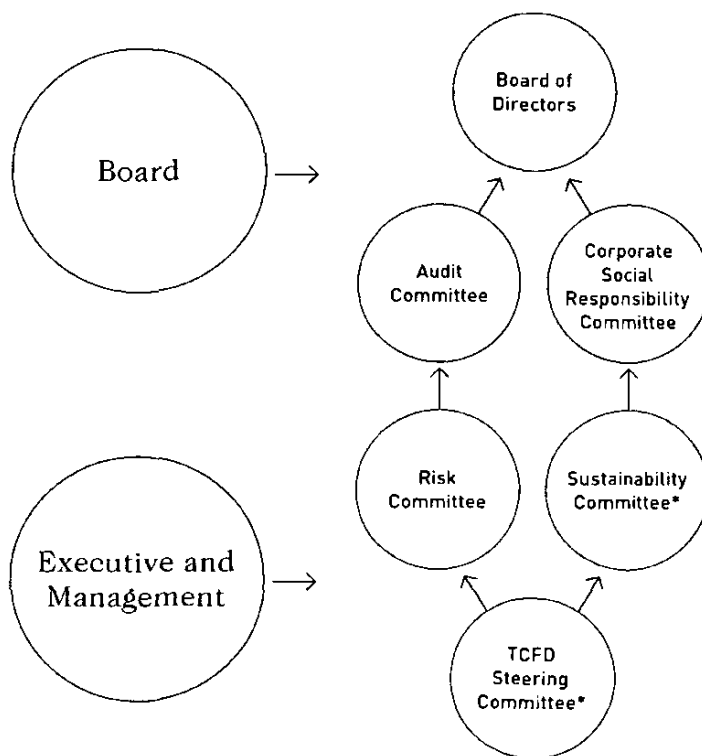 Board
Board of
Directors
Audit
Committee
Corporate
Social
Responsibility
Committee
Executive and
Management
Risk
Committee
Sustainability
Committee*
TCFD
Steering
Committee*